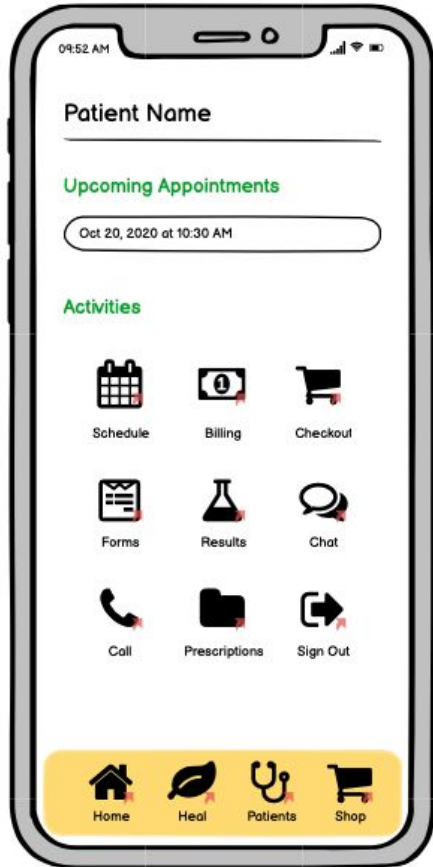 09:52 AM
Patient Name
Upcoming Appointments
Oct 20, 2020 at 10:30 AM
Activities
1
Schedule Billing Checkout
Forms Results Chat
Call Prescriptions Sign Out
Home Heal Patients Shop